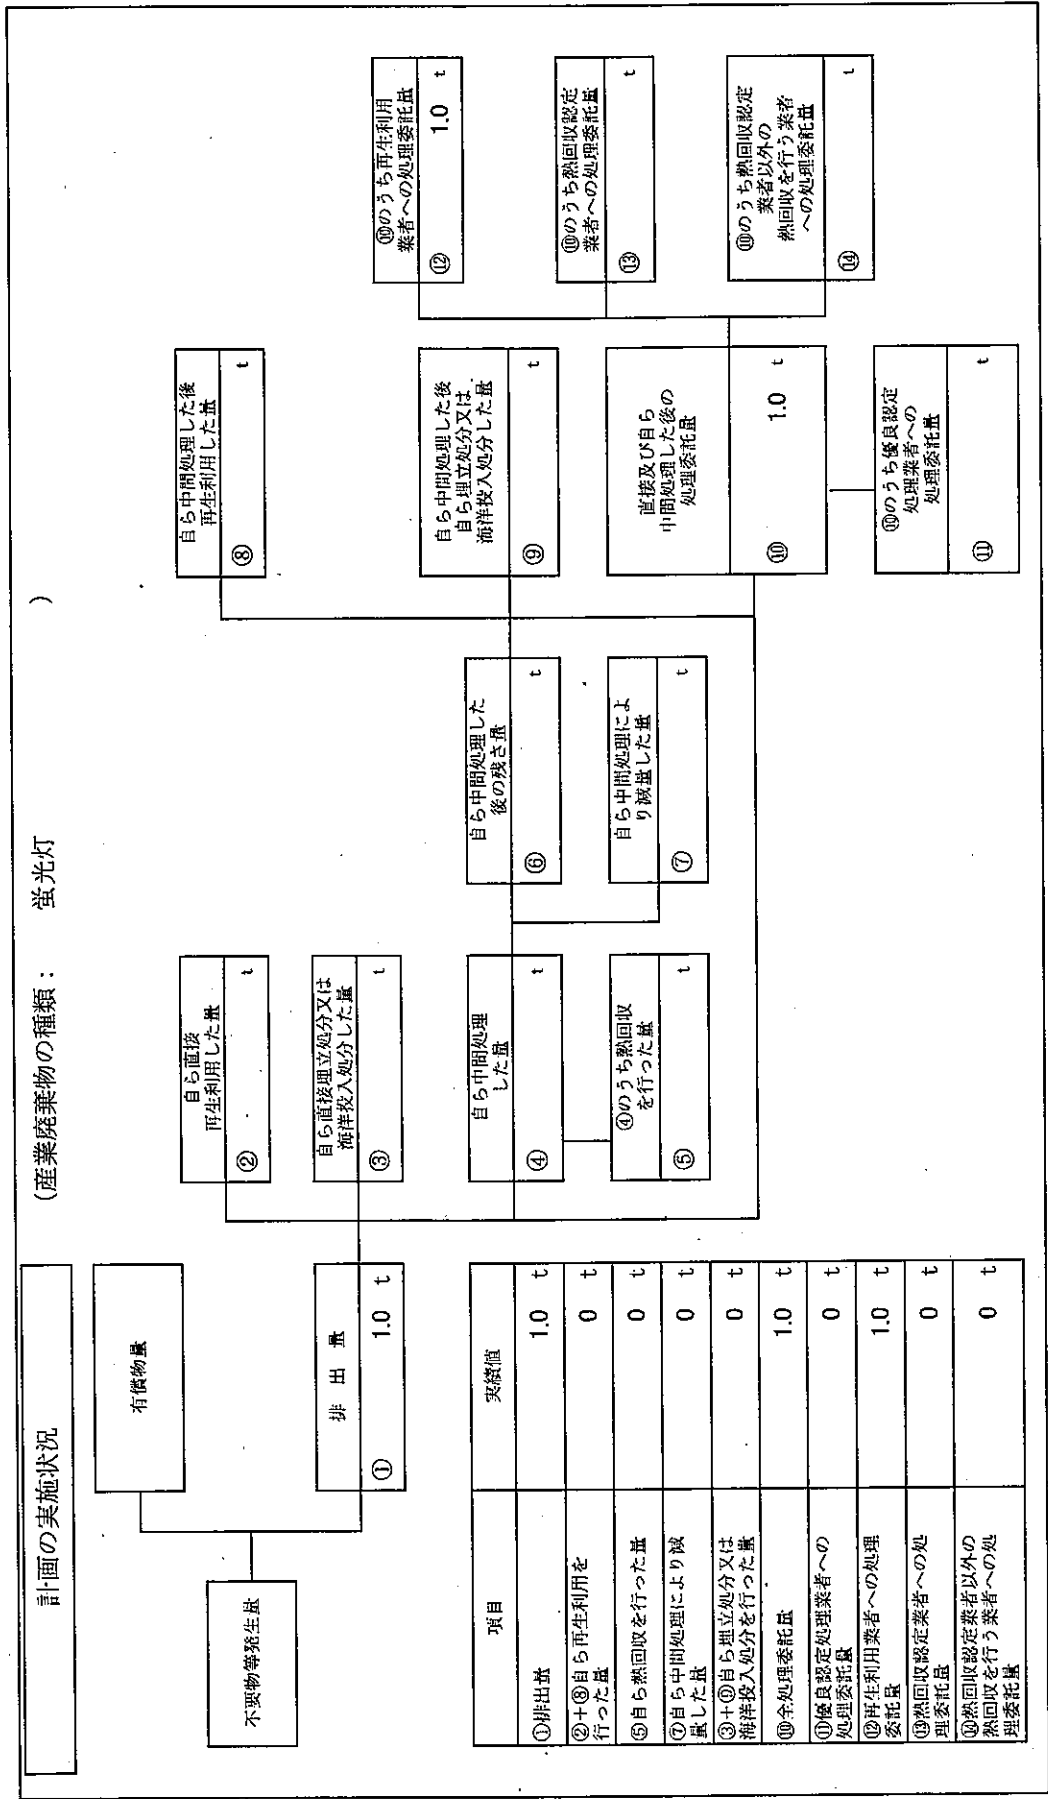 計画の実施状況
(産業廃棄物の種類： 蛍光灯 )
不要物等発生量
有償物量
排 出 量
① 1.0 t
自ら直接
再生利用した量
② t
自ら直接埋立処分又は
海洋投入処分した量
③ t
自ら中間処理
した量
④ t
④のうち熱回収
を行った量
⑤ t
自ら中間処理した
後の残さ量
⑥ t
自ら中間処理によ
り減量した量
⑦ t
自ら中間処理した後
再生利用した量
⑧ t
自ら中間処理した後
自ら埋立処分又は
海洋投入処分した量
⑨ t
直接及び自ら
中間処理した後の
処理委託量
⑩ 1.0 t
⑩のうち優良認定
処理業者への
処理委託量
⑪ t
⑩のうち再生利用
業者への処理委託量
⑫ 1.0 t
⑩のうち熱回収認定
業者への処理委託量
⑬ t
⑩のうち熱回収認定
業者以外の
熱回収を行う業者
への処理委託量
⑭ t
項目 実績値
①排出量 1.0 t
②+⑧自ら再生利用を
行った量 0 t
⑤自ら熱回収を行った量 0 t
⑦自ら中間処理により減
量した量 0 t
③+⑨自ら埋立処分又は
海洋投入処分を行った量 0 t
⑩全処理委託量 1.0 t
⑪優良認定処理業者への
処理委託量 0 t
⑫再生利用業者への処理
委託量 1.0 t
⑬熱回収認定業者への処
理委託量 0 t
⑭熱回収認定業者以外の
熱回収を行う業者への処
理委託量 0 t